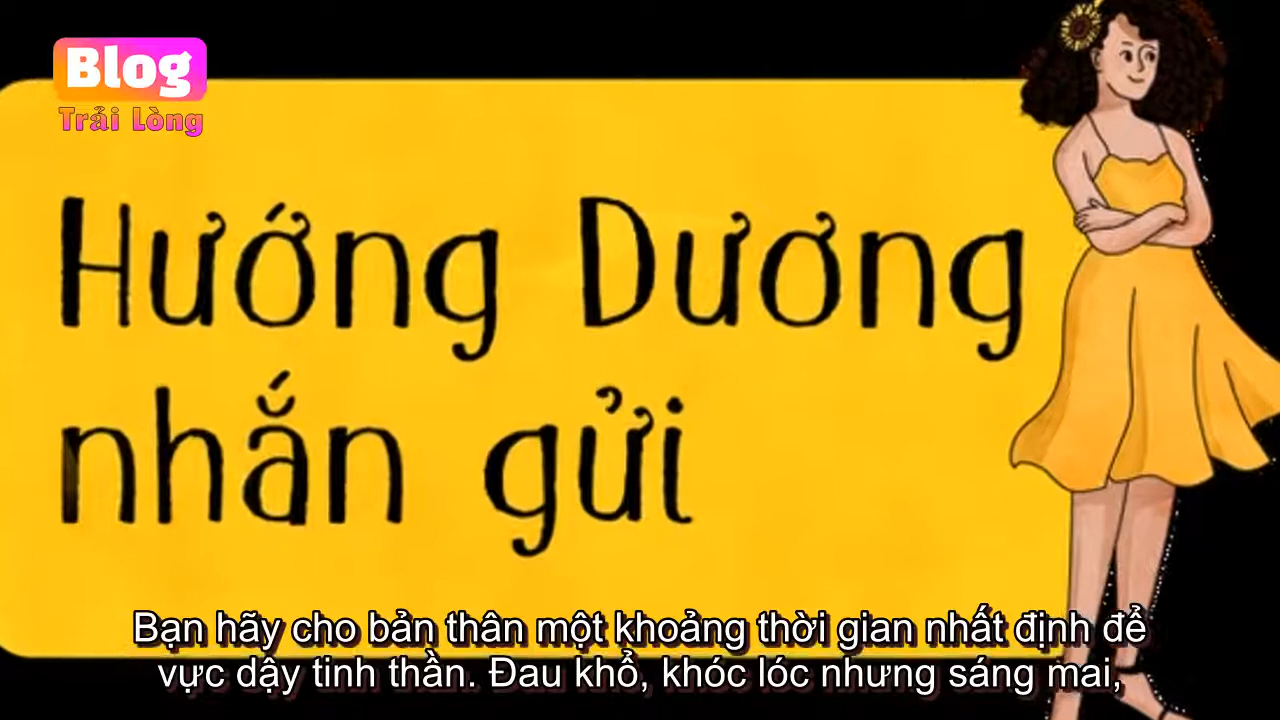 Blog
Trải Lòng
Hướng Dương
nhắn gửi
Bạn hãy cho bản thân một khoảng thời gian nhất định để
vực dậy tinh thần. Đau khổ, khóc lóc nhưng sáng mai,